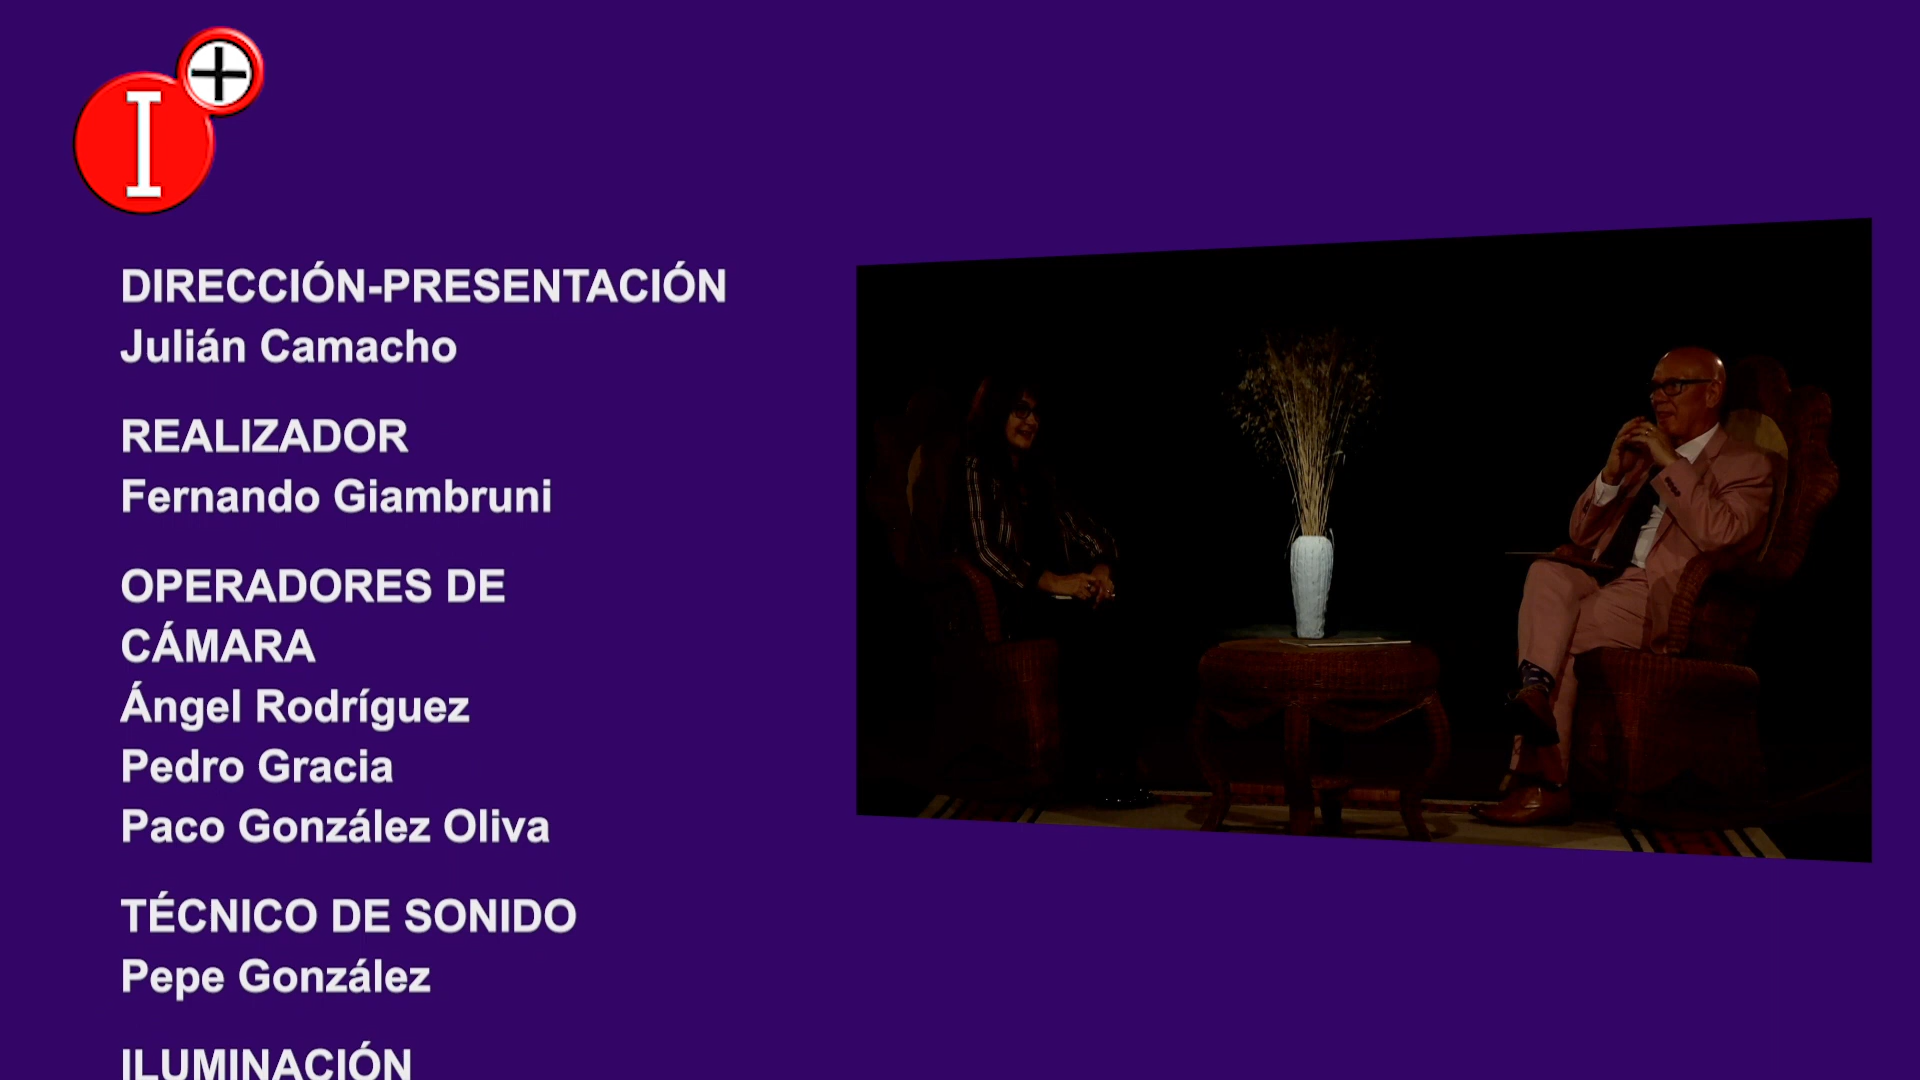 I+
DIRECCIÓN-PRESENTACIÓN
Julián Camacho
REALIZADOR
Fernando Giambruni
OPERADORES DE
CÁMARA
Ángel Rodríguez
Pedro Gracia
Paco González Oliva
TÉCNICO DE SONIDO
Pepe González
ILUMINACIÓN